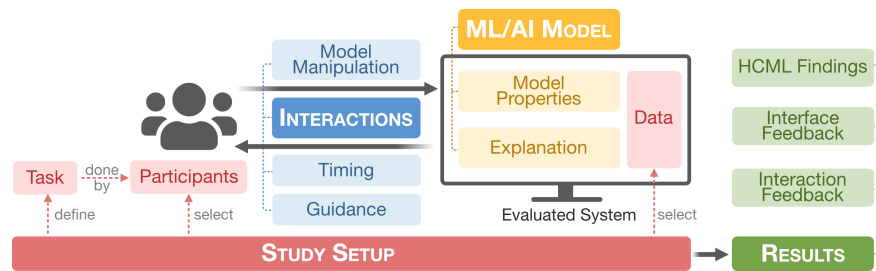 ML/AI MODEL
Model
Manipulation
INTERACTIONS
Timing
Guidance
Model
Properties
Explanation
Data
Evaluated System
Task
done
by
Participants
define
select
select
STUDY SETUP
HCML Findings
Interface
Feedback
Interaction
Feedback
RESULTS